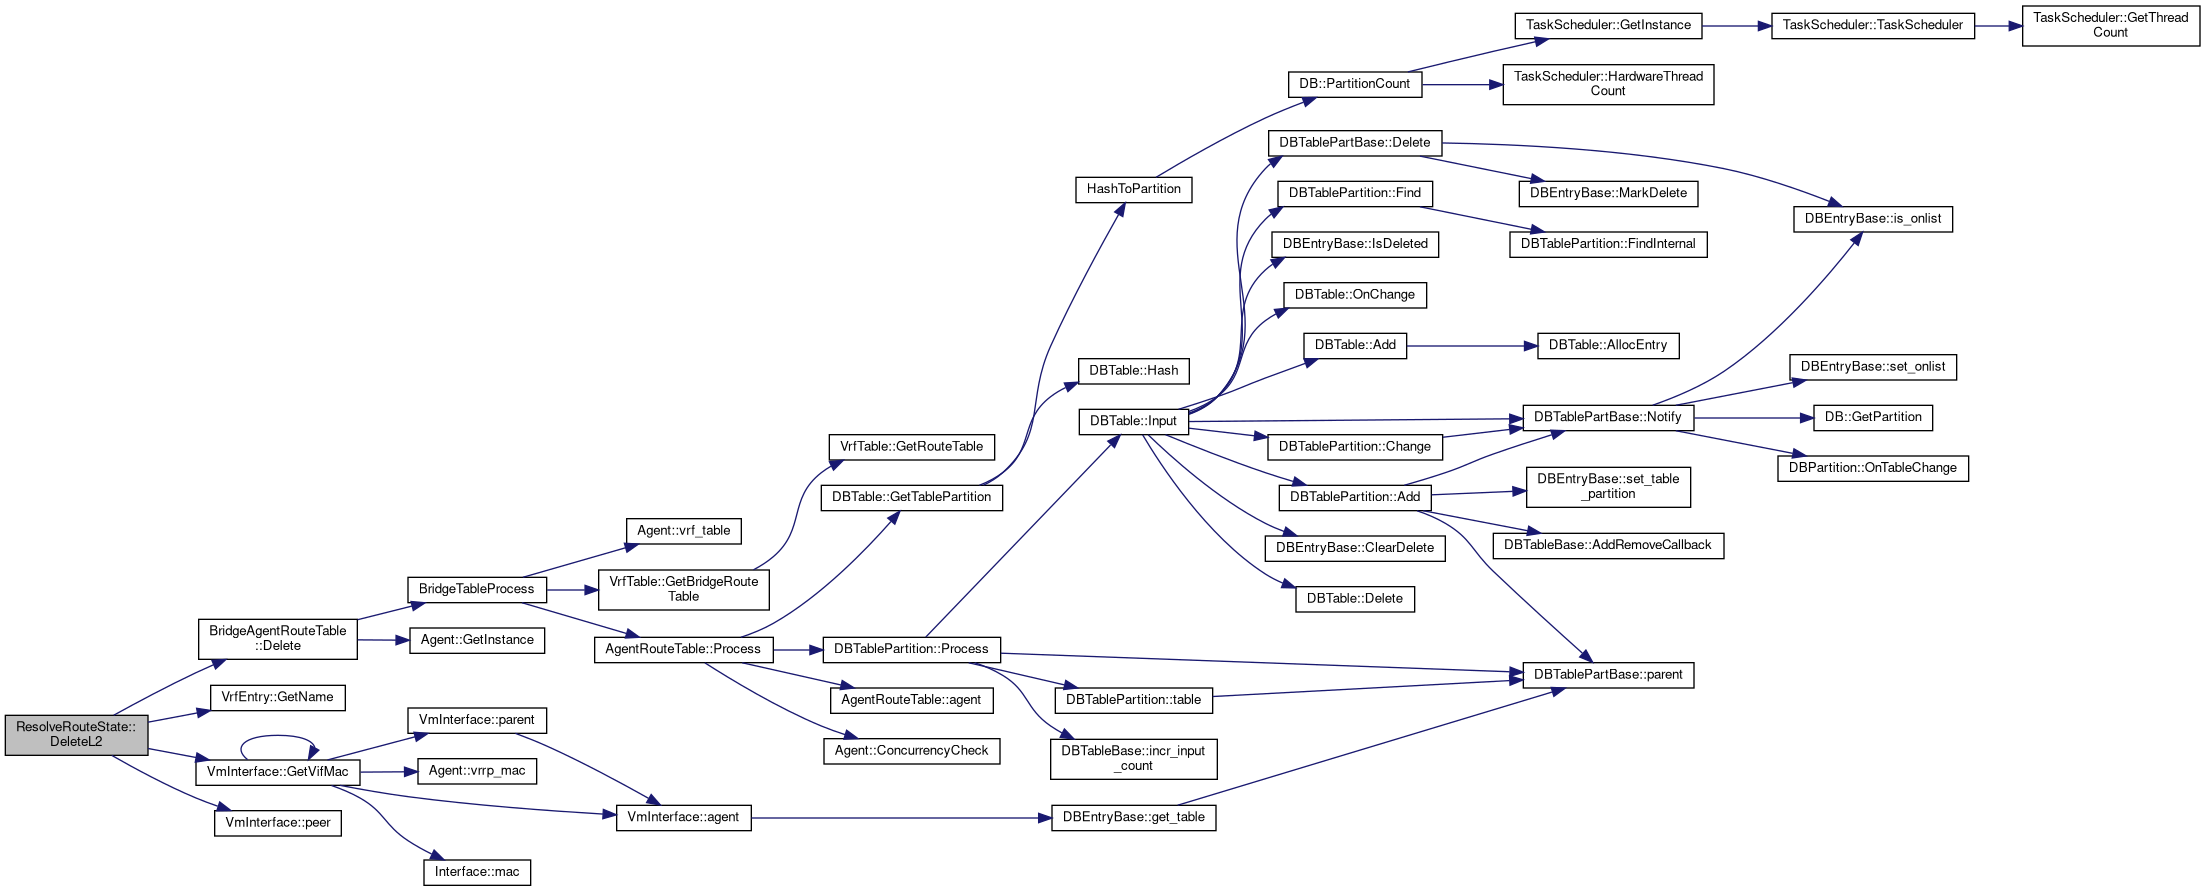 ResolveRouteState::
DeleteL2
BridgeAgentRouteTable
::Delete
VrfEntry::GetName
VmInterface::GetVifMac
VmInterface::peer
BridgeTableProcess
Agent::GetInstance
VmInterface::parent
Agent::vrrp_mac
Interface::mac
Agent::vrf_table
VrfTable::GetBridgeRoute
Table
AgentRouteTable::Process
VmInterface::agent
VrfTable::GetRouteTable
DBTable::GetTablePartition
DBTablePartition::Process
AgentRouteTable::agent
Agent::ConcurrencyCheck
HashToPartition
DBTable::Hash
DBTable::Input
DBTablePartition::table
DBTableBase::incr_input
_count
DBEntryBase::get_table
DB::PartitionCount
DBTablePartBase::Delete
DBTablePartition::Find
DBEntryBase::IsDeleted
DBTable::OnChange
DBTable::Add
DBTablePartition::Change
DBTablePartition::Add
DBEntryBase::ClearDelete
DBTable::Delete
TaskScheduler::GetInstance
TaskScheduler::HardwareThread
Count
DBEntryBase::MarkDelete
DBTablePartition::FindInternal
DBTable::AllocEntry
DBTablePartBase::Notify
DBEntryBase::set_table
_partition
DBTableBase::AddRemoveCallback
DBTablePartBase::parent
TaskScheduler::TaskScheduler
DBEntryBase::is_onlist
DBEntryBase::set_onlist
DB::GetPartition
DBPartition::OnTableChange
TaskScheduler::GetThread
Count